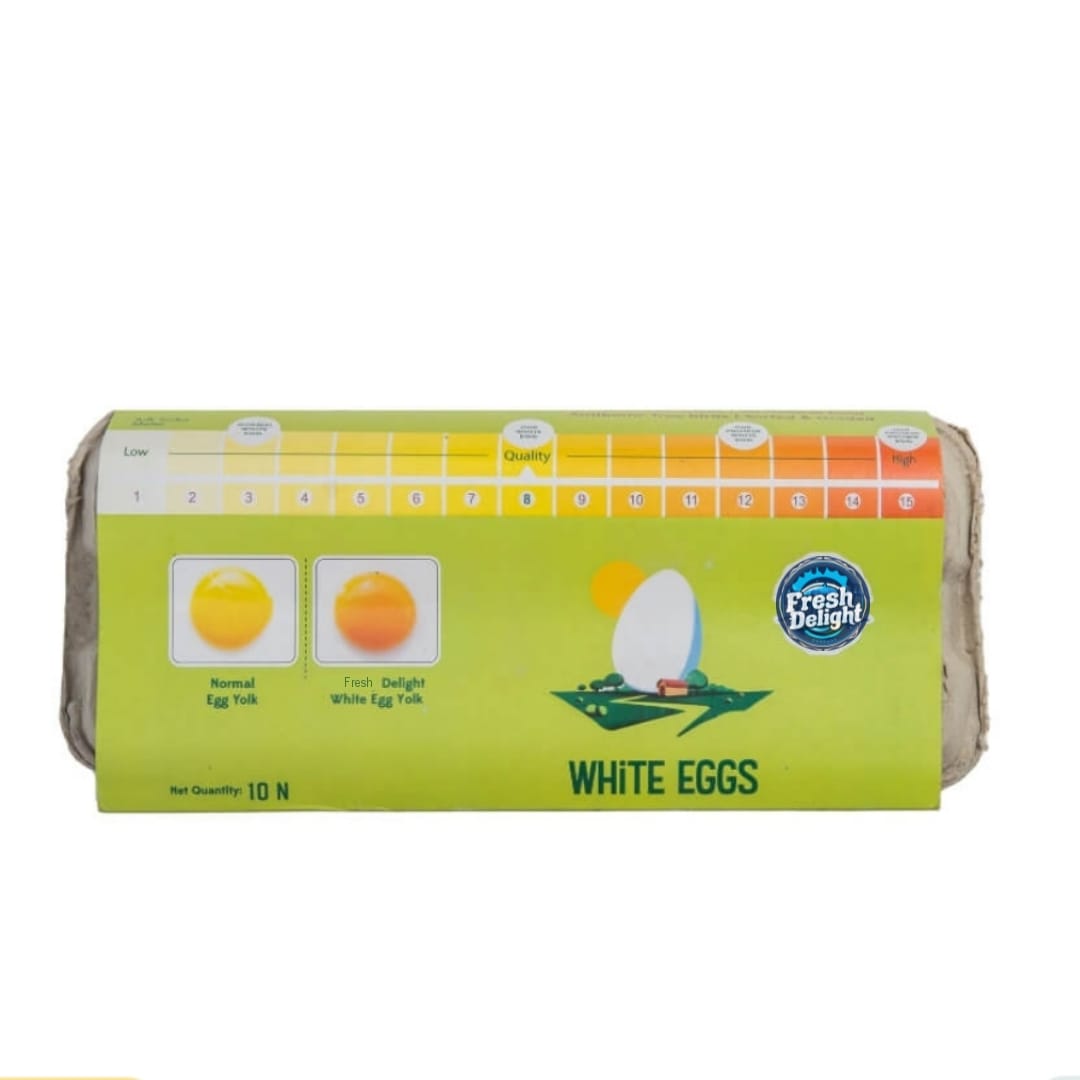 Low
Quality
High
1 2 3 4 5 6 7 8 9 10 11 12 13 14 15
Fresh
Delight
Normal
Egg Yolk
Fresh Delight
White Egg Yolk
WHiTE EGGS
Net Quantity: 10 N